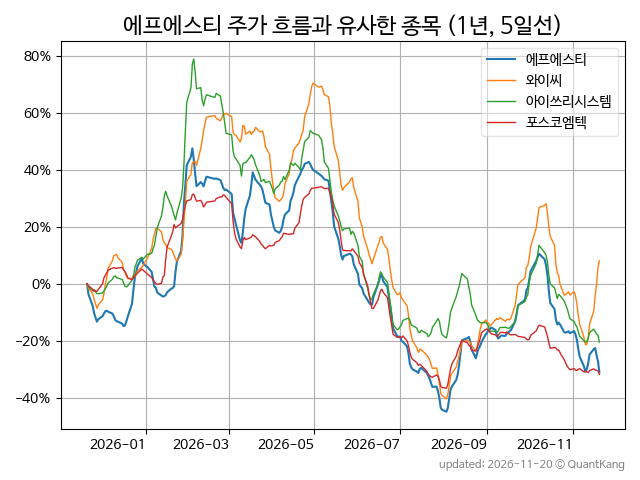 에프에스티 주가 흐름과 유사한 종목 (1년, 5일선)
에프에스티
와이씨
아이쓰리시스템
포스코엠텍
80%
60%
40%
20%
0%
−20%
−40%
2026-01
2026-03
2026-05
2026-07
2026-09
2026-11
updated: 2026-11-20 © QuantKang